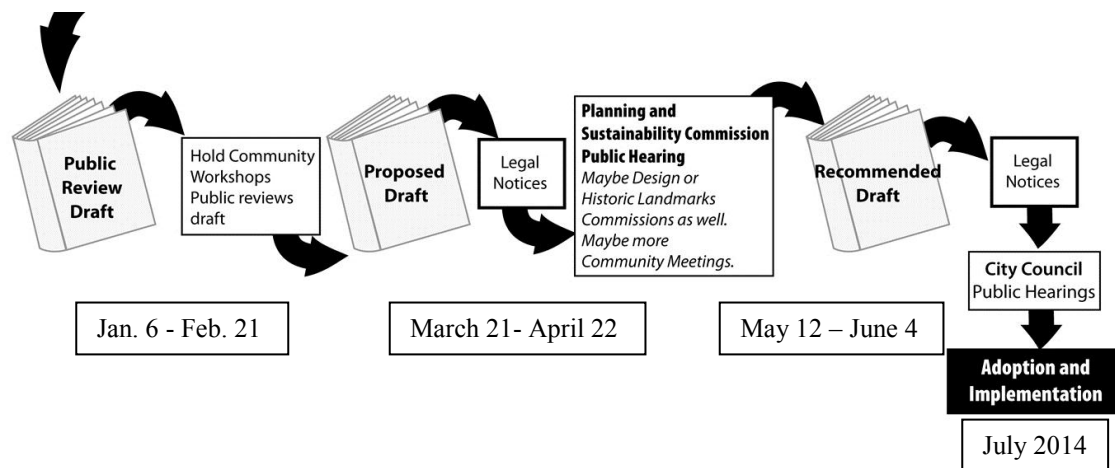 Public
Review
Draft
Hold Community
Workshops
Public reviews
draft
Proposed
Draft
Legal
Notices
Planning and
Sustainability Commission
Public Hearing
Maybe Design or
Historic Landmarks
Commissions as well.
Maybe more
Community Meetings.
Recommended
Draft
Legal
Notices
City Council
Public Hearings
Adoption and
Implementation
Jan. 6 - Feb. 21
March 21- April 22
May 12 – June 4
July 2014